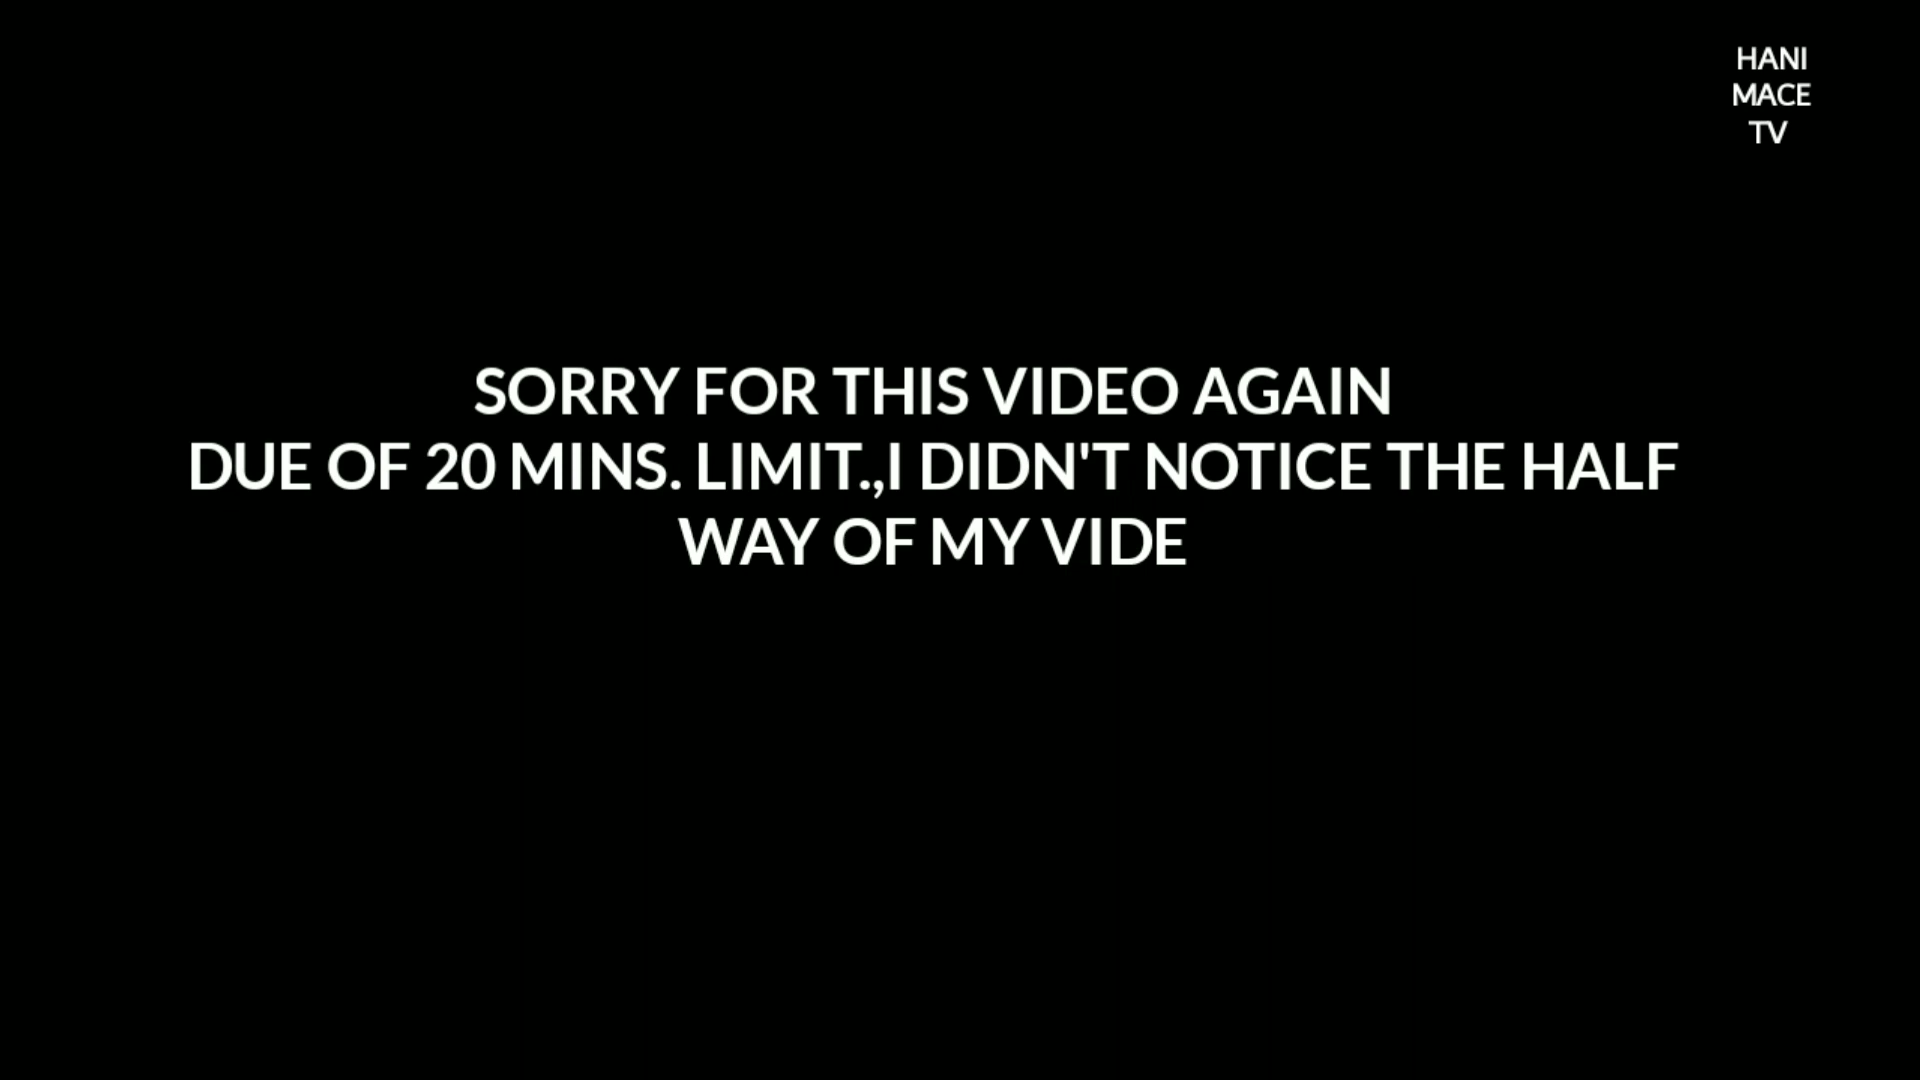 HANI
MACE
TV
SORRY FOR THIS VIDEO AGAIN
DUE OF 20 MINS. LIMIT.,I DIDN'T NOTICE THE HALF
WAY OF MY VIDE